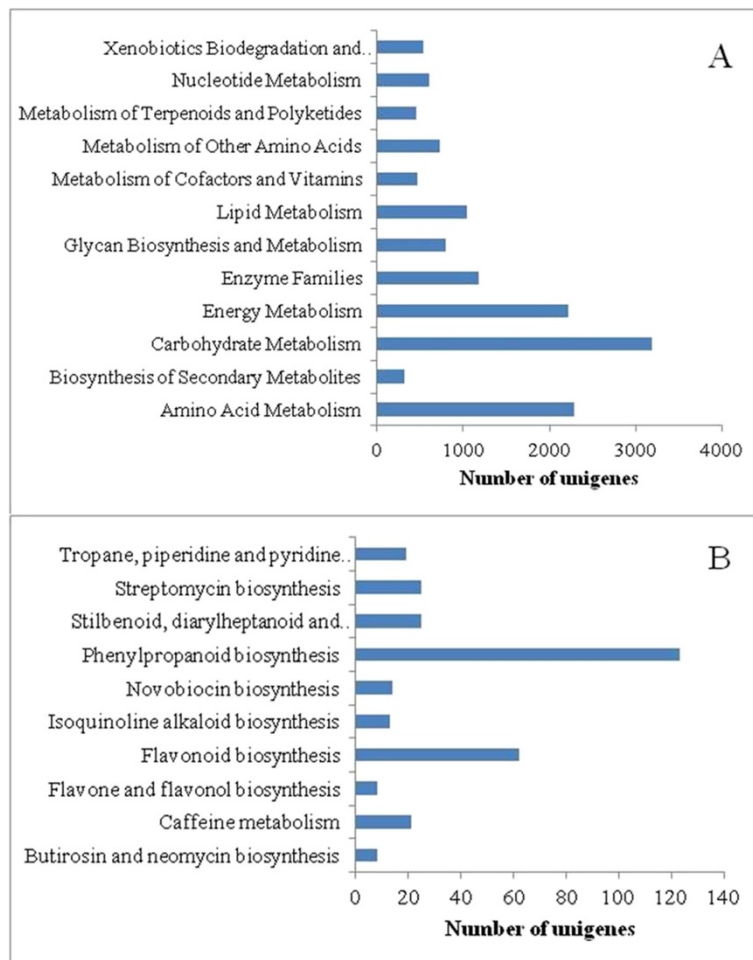 A
Xenobiotics Biodegradation and..
Nucleotide Metabolism
Metabolism of Terpenoids and Polyketides
Metabolism of Other Amino Acids
Metabolism of Cofactors and Vitamins
Lipid Metabolism
Glycan Biosynthesis and Metabolism
Enzyme Families
Energy Metabolism
Carbohydrate Metabolism
Biosynthesis of Secondary Metabolites
Amino Acid Metabolism
0 1000 2000 3000 4000
Number of unigenes
B
Tropane, piperidine and pyridine..
Streptomycin biosynthesis
Stilbenoid, diarylheptanoid and..
Phenylpropanoid biosynthesis
Novobiocin biosynthesis
Isoquinoline alkaloid biosynthesis
Flavonoid biosynthesis
Flavone and flavonol biosynthesis
Caffeine metabolism
Butirosin and neomycin biosynthesis
0 20 40 60 80 100 120 140
Number of unigenes